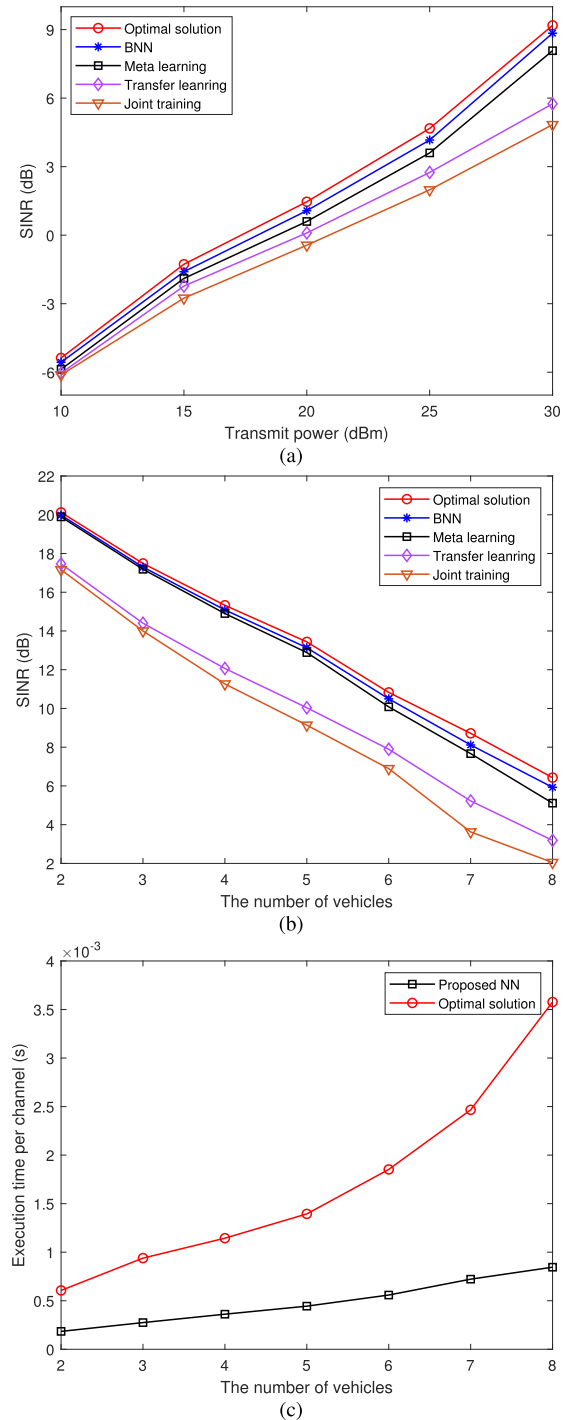 9
6
3
0
-3
-6
SINR (dB)
Optimal solution
BNN
Meta learning
Transfer leanring
Joint training
10 15 20 25 30
Transmit power (dBm)
(a)
22
20
18
16
14
12
10
8
6
4
2
SINR (dB)
Optimal solution
BNN
Meta learning
Transfer leanring
Joint training
2 3 4 5 6 7 8
The number of vehicles
(b)
×10^-3
4
3.5
3
2.5
2
1.5
1
0.5
0
Execution time per channel (s)
Proposed NN
Optimal solution
2 3 4 5 6 7 8
The number of vehicles
(c)